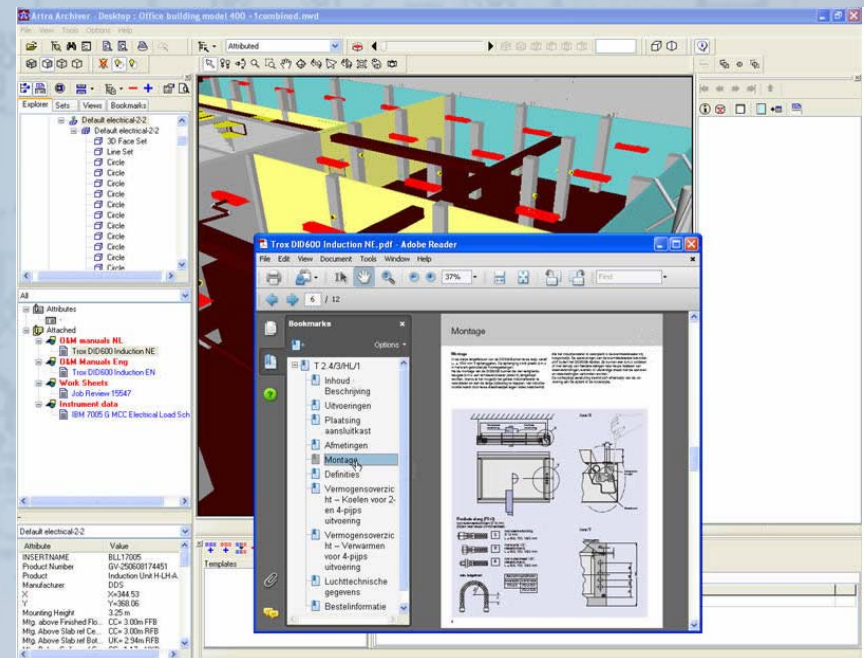 Artra Archiver - Desktop : Office building model 400 - 1combined.nwd
File View Tools Options Help
Attributed
Explorer Sets Views Bookmarks
Default electrical-2-2
Default electrical-2-2
3D Face Set
Line Set
Circle
Circle
Circle
Circle
Circle
Circle
Circle
Circle
Circle
Circle
All
Attributes
Attached
O&M manuals NL
Trox DID600 Induction NE
O&M Manuals Eng
Trox DID600 Induction EN
Work Sheets
Job Review 15547
Instrument data
IBM 7005 G MCC Electrical Load Sch
Default electrical-2-2
Attribute Value
INSERTNAME BLL17005
Product Number GV-250608174451
Product Induction Unit H-LH-A
Manufacturer DDS
X X=344.53
Y Y=368.06
Mounting Height 3.25 m
Mtg. above Finished Flo... CC= 3.00m FFB
Mtg. Above Slab ref Ce... CC= 3.00m RFB
Mtg. Above Slab ref Bot... UK= 2.94m RFB
Templates
Trox DID600 Induction NE.pdf - Adobe Reader
File Edit View Document Tools Window Help
37%
Find
6 / 12
Bookmarks
Options
T 2.4/3/HL/1
Inhoud -
Beschrijving
Uitvoeringen
Plaatsing
aansluitkast
Afmetingen
Montage
Definities
Vermogensoverzic
ht – Koelen voor 2-
en 4-pijps
uitvoering
Vermogensoverzic
ht – Verwarmen
voor 4-pijps
uitvoering
Luchttechnische
gegevens
Bestelinformatie
Montage
Montage